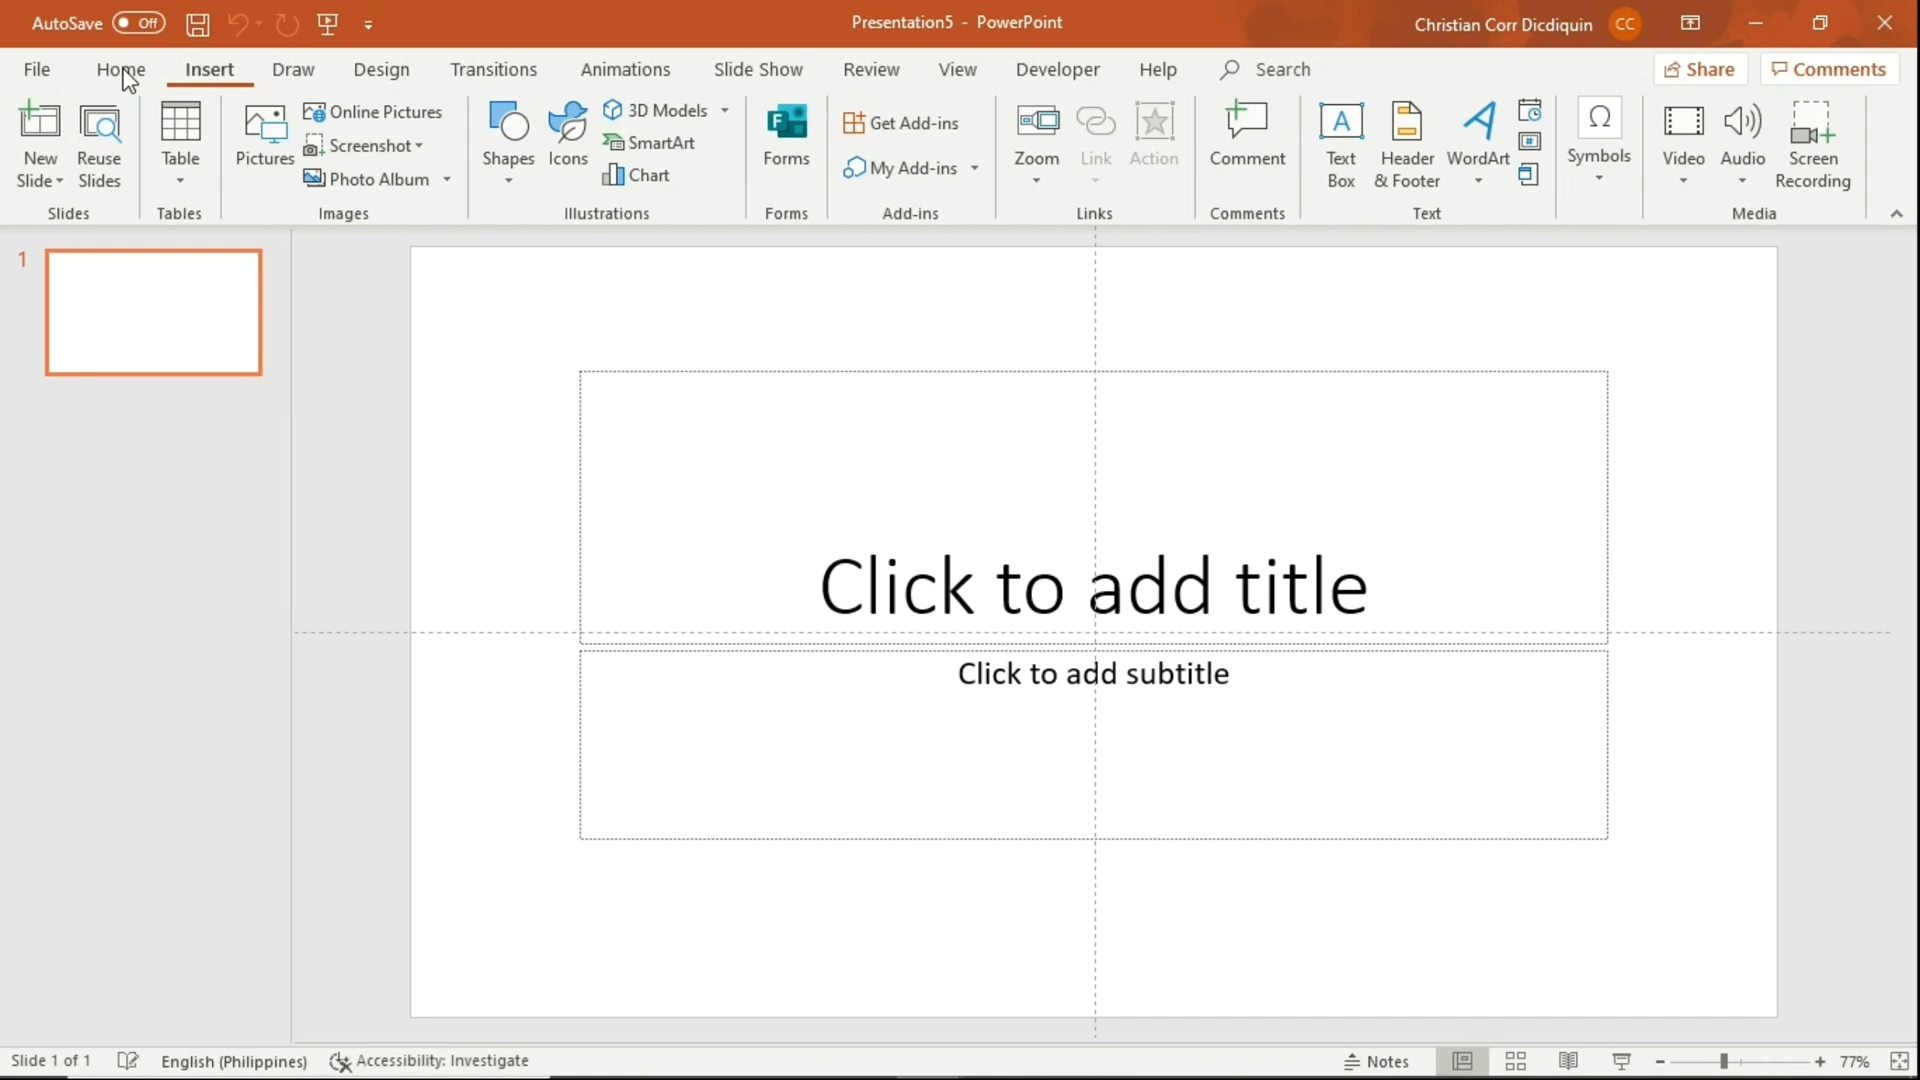 AutoSave Off
Presentation5 - PowerPoint
Christian Corr Dicdiquin CC
File Home Insert Draw Design Transitions Animations Slide Show Review View Developer Help Search Share Comments
New Slide
Reuse Slides
Slides
Table
Tables
Pictures
Online Pictures
Screenshot
Photo Album
Images
Shapes
Icons
3D Models
SmartArt
Chart
Illustrations
Forms
Forms
Get Add-ins
My Add-ins
Add-ins
Zoom
Link
Action
Links
Comment
Comments
A
Text Box
Header & Footer
WordArt
Text
Ω
Symbols
Video
Audio
Screen Recording
Media
1
Click to add title
Click to add subtitle
Slide 1 of 1 English (Philippines) Accessibility: Investigate Notes 77%